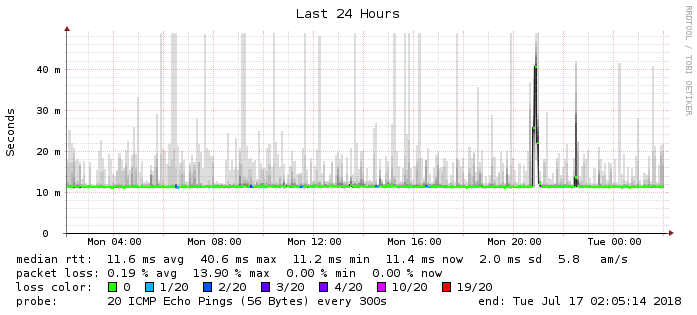 Last 24 Hours
RRDTOOL / TOBI OETIKER
Seconds
40 m
30 m
20 m
10 m
0
Mon 04:00 Mon 08:00 Mon 12:00 Mon 16:00 Mon 20:00 Tue 00:00
median rtt: 11.6 ms avg 40.6 ms max 11.2 ms min 11.4 ms now 2.0 ms sd 5.8 am/s
packet loss: 0.19 % avg 13.90 % max 0.00 % min 0.00 % now
loss color: 0 1/20 2/20 3/20 4/20 10/20 19/20
probe: 20 ICMP Echo Pings (56 Bytes) every 300s end: Tue Jul 17 02:05:14 2018